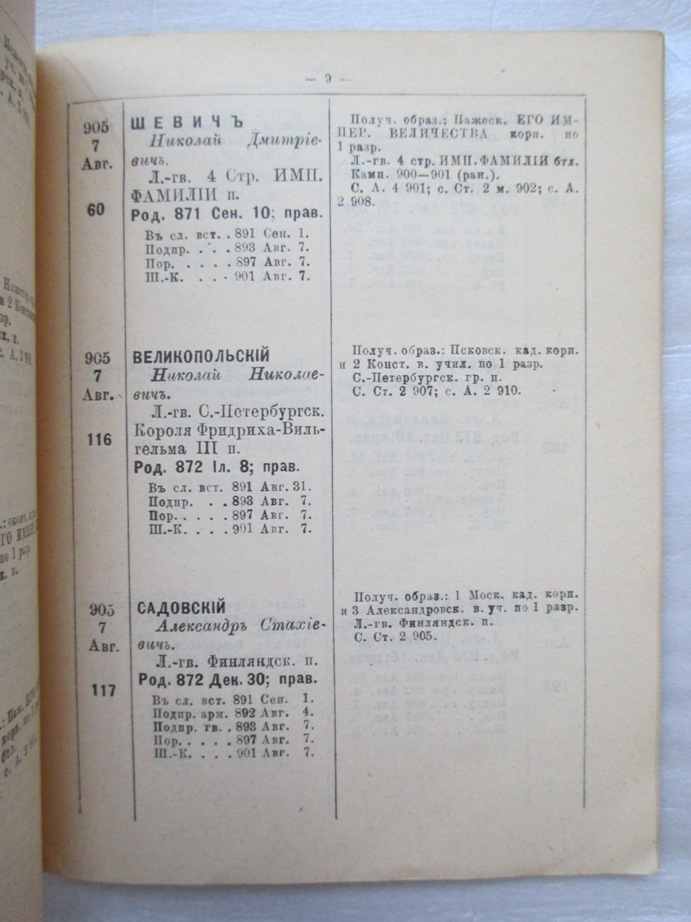 — 9 —
905
7
Авг.
60
ШЕВИЧЪ
Николай Дмитріе-
вичъ.
Л.-гв. 4 Стр. ИМП.
ФАМИЛІИ п.
Род. 871 Сен. 10; прав.
Въ сл. вст. . 891 Сен. 1.
Подпр. . . . 893 Авг. 7.
Пор. . . . . 897 Авг. 7.
Ш.-К. . . . 901 Авг. 7.
Получ. образ.: Пажеск. ЕГО ИМ-
ПЕР. ВЕЛИЧЕСТВА корп. по
1 разр.
Л.-гв. 4 стр. ИМП. ФАМИЛІИ бтл.
Камп. 900—901 (ран.).
С. А. 4 901; с. Ст. 2 м. 902; с. А.
2 908.
905
7
Авг.
116
ВЕЛИКОПОЛЬСКІЙ
Николай Николае-
вичъ.
Л.-гв. С.-Петербургск.
Короля Фридриха-Виль-
гельма III п.
Род. 872 Іл. 8; прав.
Въ сл. вст. 891 Авг. 31.
Подпр. . . 893 Авг. 7.
Пор. . . . . 897 Авг. 7.
Ш.-К. . . . 901 Авг. 7.
Получ. образ.: Псковск. кад. корп.
и 2 Конст. в. учил. по 1 разр.
С.-Петербургск. гр. п.
С. Ст. 2 907; с. А. 2 910.
905
7
Авг.
117
САДОВСКІЙ
Александръ Стахіе-
вичъ.
Л.-гв. Финляндск. п.
Род. 872 Дек. 30; прав.
Въ сл. вст. 891 Сен. 1.
Подпр. арм. 892 Авг. 4.
Подпр. гв. . 893 Авг. 7.
Пор. . . . . 897 Авг. 7.
Ш.-К. . . . 901 Авг. 7.
Получ. образ.: 1 Моск. кад. корп.
и 3 Александровск. в. уч. по 1 разр.
Л.-гв. Финляндск. п.
С. Ст. 2 905.